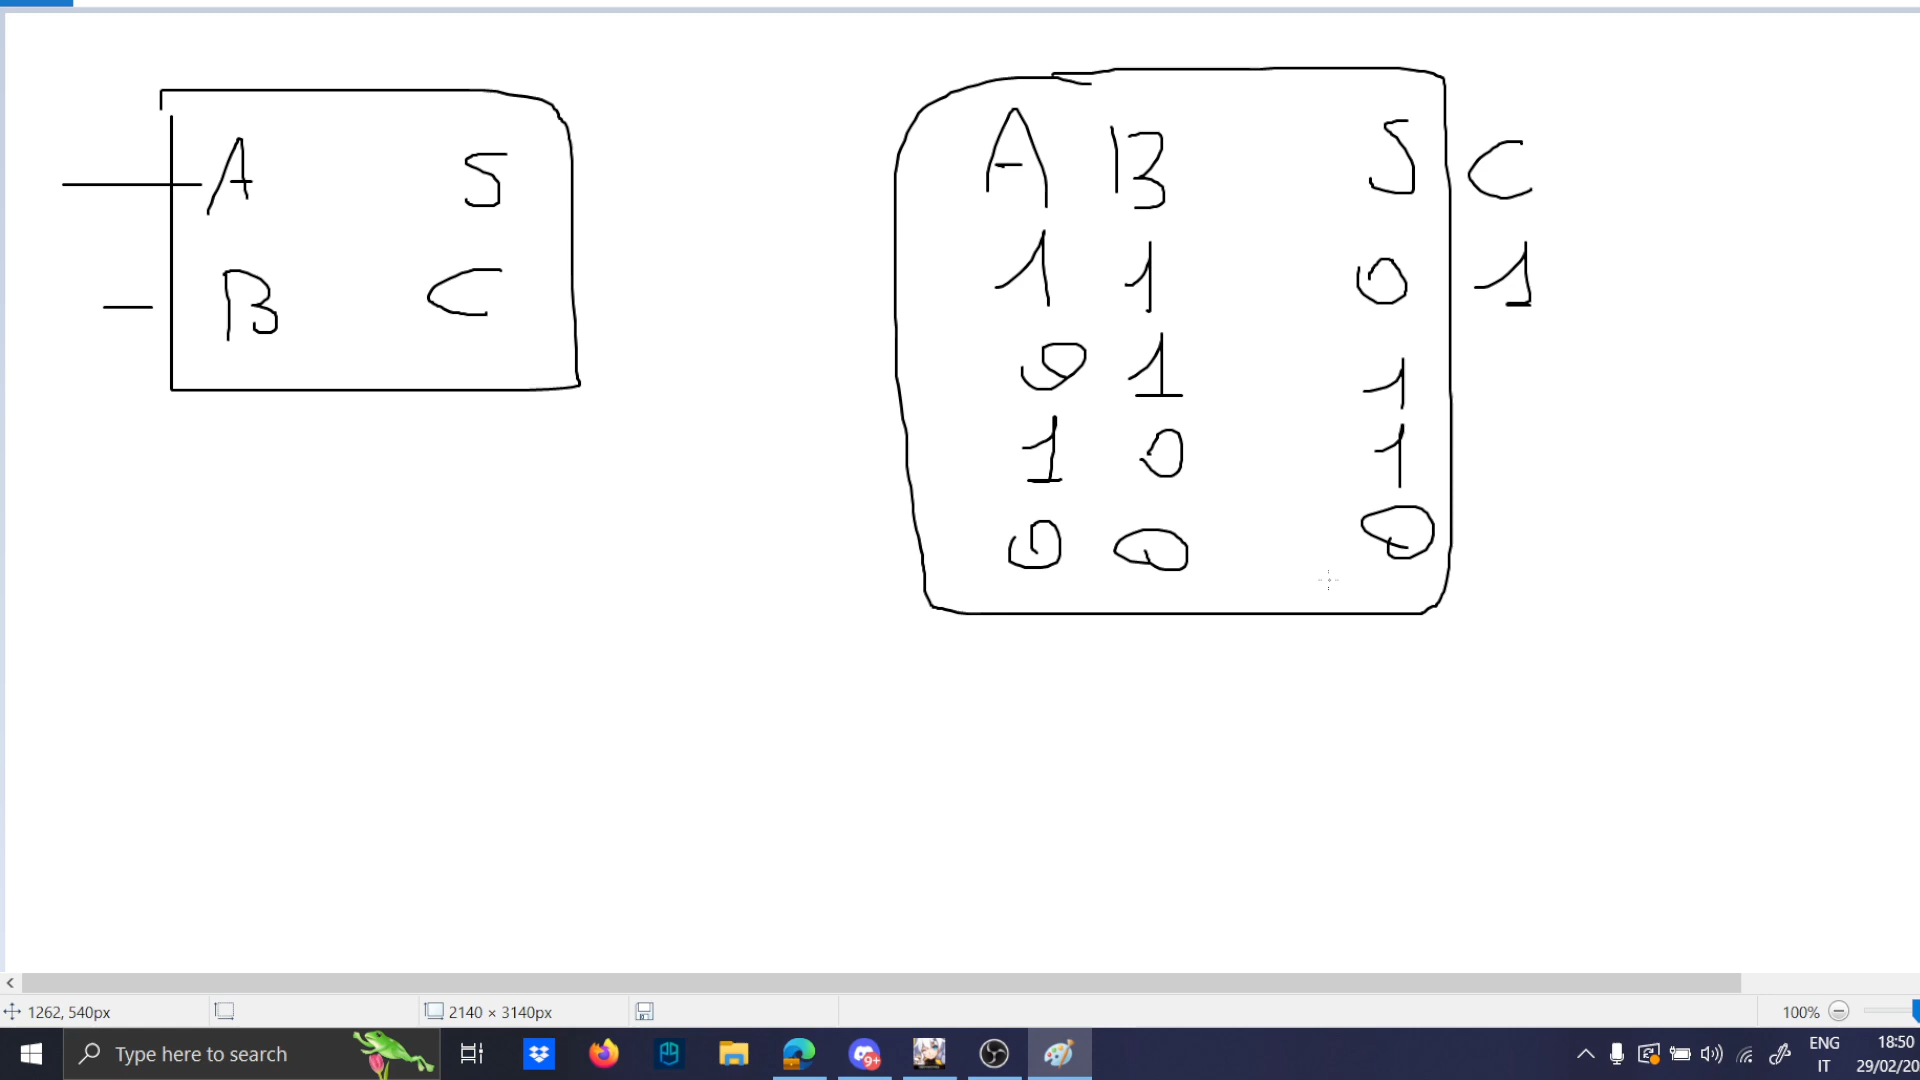 A S
B C
A B S C
1 1 0 1
0 1 1
1 0 1
0 0 0
1262, 540px
2140 × 3140px
100%
Type here to search
9+
ENG
IT
18:50
29/02/20